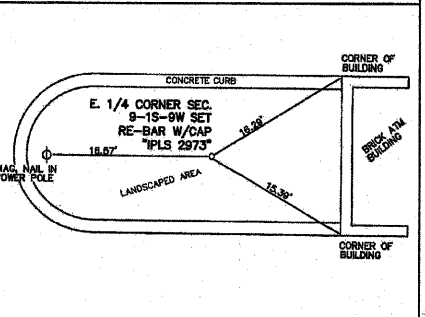 CORNER OF
BUILDING
CONCRETE CURB
E. 1/4 CORNER SEC.
9-1S-9W SET
RE-BAR W/CAP
"IPLS 2973"
16.29'
BRICK ATM
BUILDING
16.57'
MAG. NAIL IN
POWER POLE
LANDSCAPED AREA
15.39'
CORNER OF
BUILDING